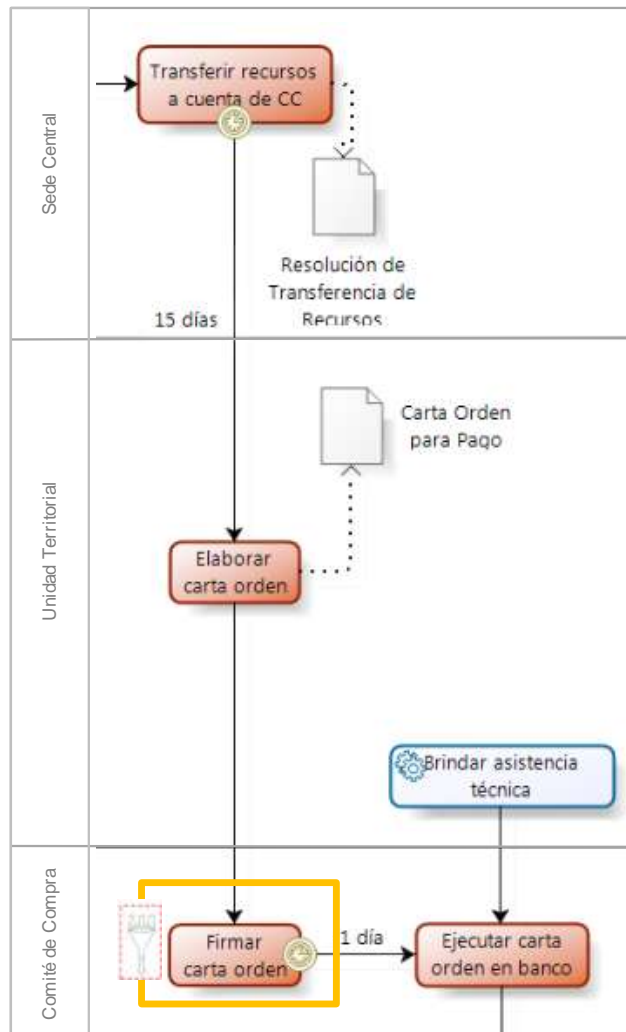 Sede Central
Transferir recursos
a cuenta de CC
Resolución de
Transferencia de
Recursos
15 días
Unidad Territorial
Carta Orden
para Pago
Elaborar
carta orden
Brindar asistencia
técnica
Comité de Compra
Firmar
carta orden
1 día
Ejecutar carta
orden en banco